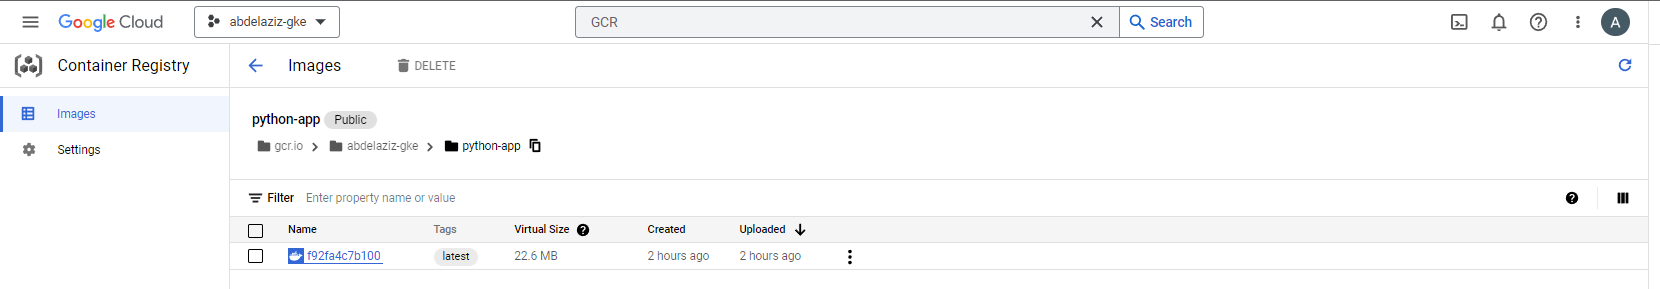 Google Cloud abdelaziz-gke GCR Search A
Container Registry Images DELETE
Images
Settings
python-app Public
gcr.io abdelaziz-gke python-app
Filter Enter property name or value
Name Tags Virtual Size Created Uploaded
f92fa4c7b100 latest 22.6 MB 2 hours ago 2 hours ago